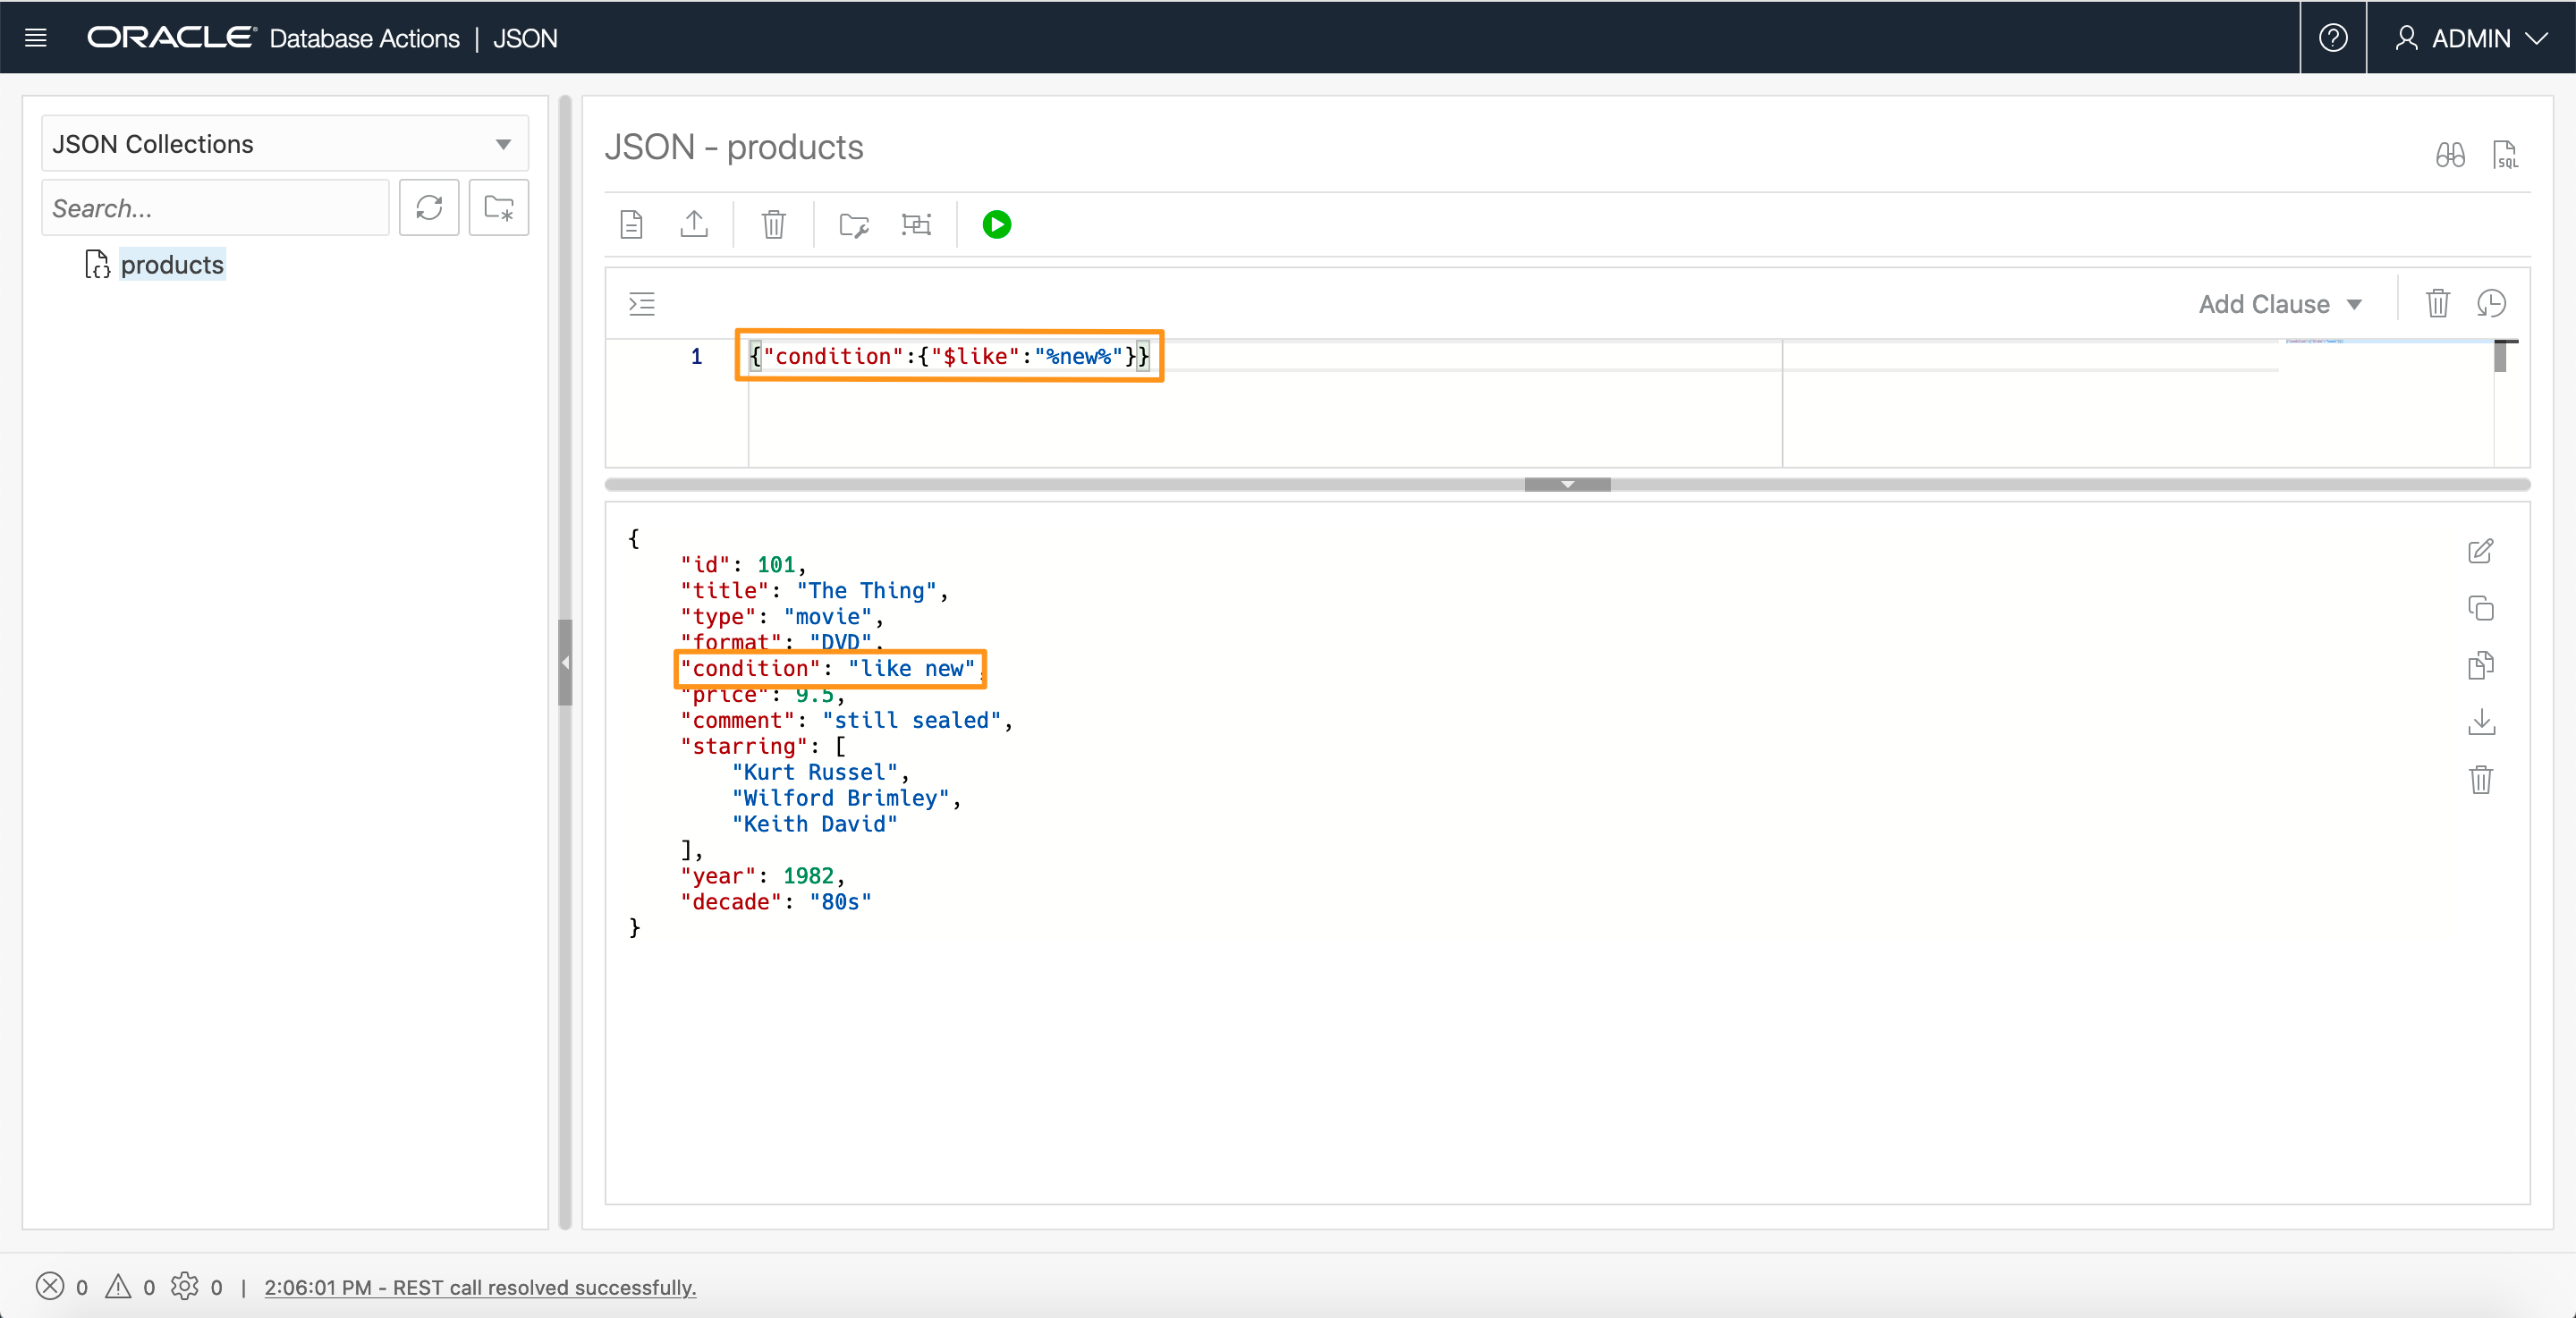 ORACLE Database Actions | JSON
ADMIN
JSON Collections
Search...
products
JSON - products
SQL
Add Clause
1 {"condition":{"$like":"%new%"}}
{
"id": 101,
"title": "The Thing",
"type": "movie",
"format": "DVD",
"condition": "like new",
"price": 9.5,
"comment": "still sealed",
"starring": [
"Kurt Russel",
"Wilford Brimley",
"Keith David"
],
"year": 1982,
"decade": "80s"
}
0 0 0 | 2:06:01 PM - REST call resolved successfully.